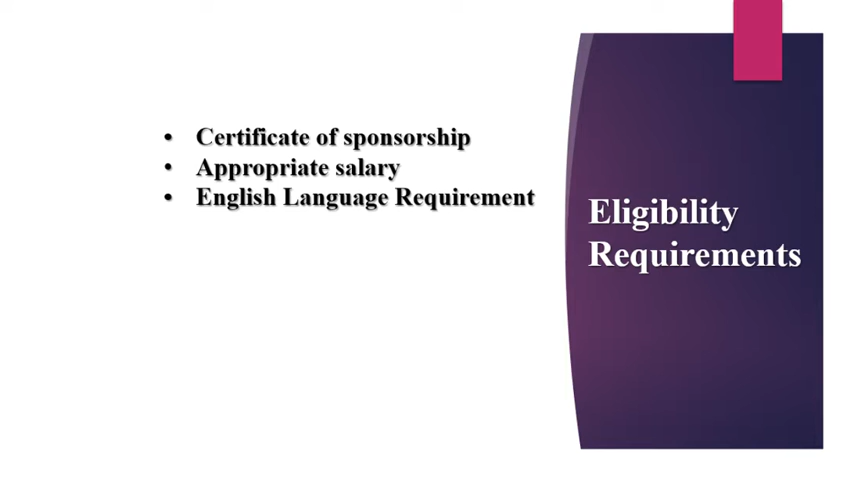 • Certificate of sponsorship
• Appropriate salary
• English Language Requirement
Eligibility
Requirements